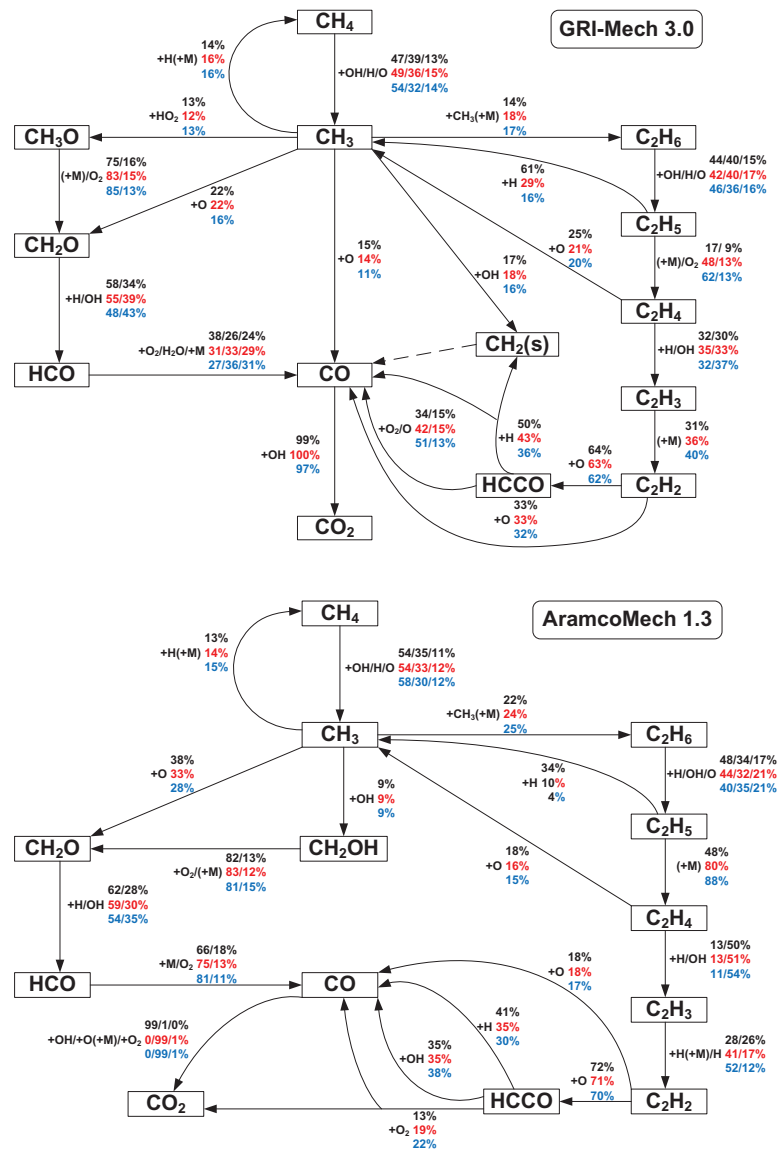 CH₄
GRI-Mech 3.0
14%
+H(+M) 16%
16%
47/39/13%
+OH/H/O 49/36/15%
54/32/14%
13%
+HO₂ 12%
13%
14%
+CH₃(+M) 18%
17%
CH₃O
CH₃
C₂H₆
75/16%
(+M)/O₂ 83/15%
85/13%
22%
+O 22%
16%
61%
+H 29%
16%
44/40/15%
+OH/H/O 42/40/17%
46/36/16%
CH₂O
C₂H₅
15%
+O 14%
11%
17%
+OH 18%
16%
25%
+O 21%
20%
17/ 9%
(+M)/O₂ 48/13%
62/13%
58/34%
+H/OH 55/39%
48/43%
C₂H₄
38/26/24%
+O₂/H₂O/+M 31/33/29%
27/36/31%
CH₂(s)
32/30%
+H/OH 35/33%
32/37%
HCO
CO
C₂H₃
34/15%
+O₂/O 42/15%
51/13%
50%
+H 43%
36%
31%
(+M) 36%
40%
99%
+OH 100%
97%
64%
+O 63%
62%
HCCO
C₂H₂
33%
+O 33%
32%
CO₂
CH₄
AramcoMech 1.3
13%
+H(+M) 14%
15%
54/35/11%
+OH/H/O 54/33/12%
58/30/12%
22%
+CH₃(+M) 24%
25%
CH₃
C₂H₆
38%
+O 33%
28%
9%
+OH 9%
9%
34%
+H 10%
4%
48/34/17%
+H/OH/O 44/32/21%
40/35/21%
C₂H₅
CH₂O
CH₂OH
82/13%
+O₂/(+M) 83/12%
81/15%
18%
+O 16%
15%
48%
(+M) 80%
88%
62/28%
+H/OH 59/30%
54/35%
C₂H₄
66/18%
+M/O₂ 75/13%
81/11%
18%
+O 18%
17%
13/50%
+H/OH 13/51%
11/54%
HCO
CO
C₂H₃
99/1/0%
+OH/+O(+M)/+O₂ 0/99/1%
0/99/1%
35%
+OH 35%
38%
41%
+H 35%
30%
28/26%
+H(+M)/H 41/17%
52/12%
72%
+O 71%
70%
CO₂
HCCO
C₂H₂
13%
+O₂ 19%
22%